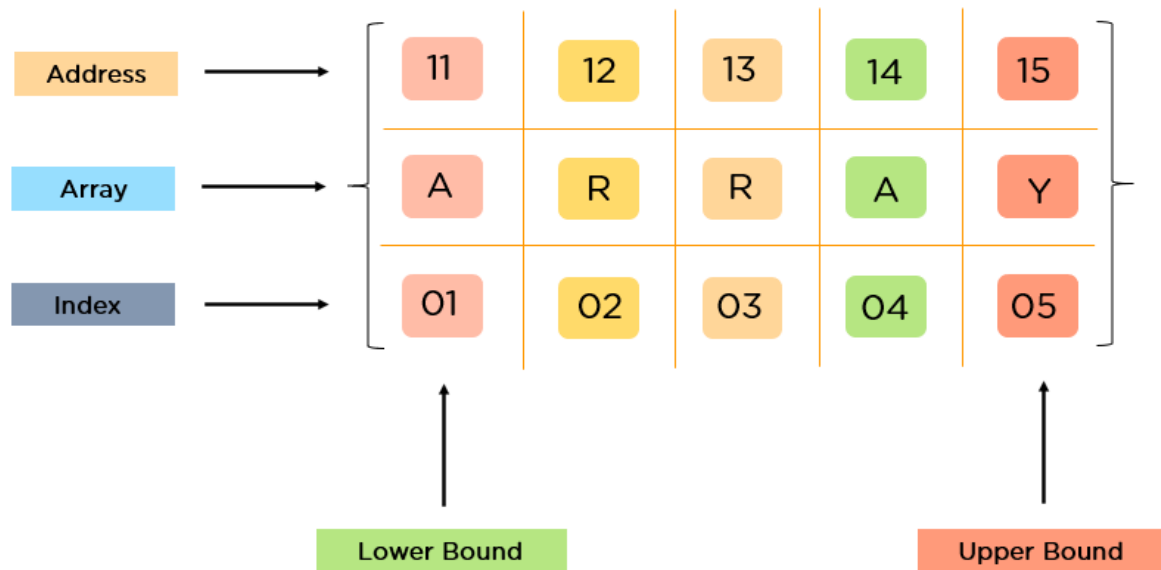 Address 11 12 13 14 15
Array A R R A Y
Index 01 02 03 04 05
Lower Bound Upper Bound